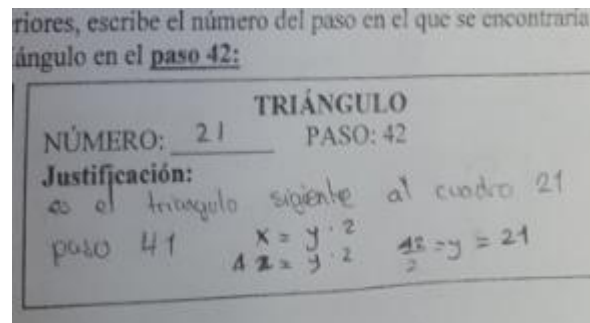 riores, escribe el número del paso en el que se encontraría
ángulo en el paso 42:
TRIÁNGULO
NÚMERO: 21 PASO: 42
Justificación:
es el triangulo sigiente al cuadro 21
paso 41 x = y · 2 42/2 = y = 21
42 = y · 2